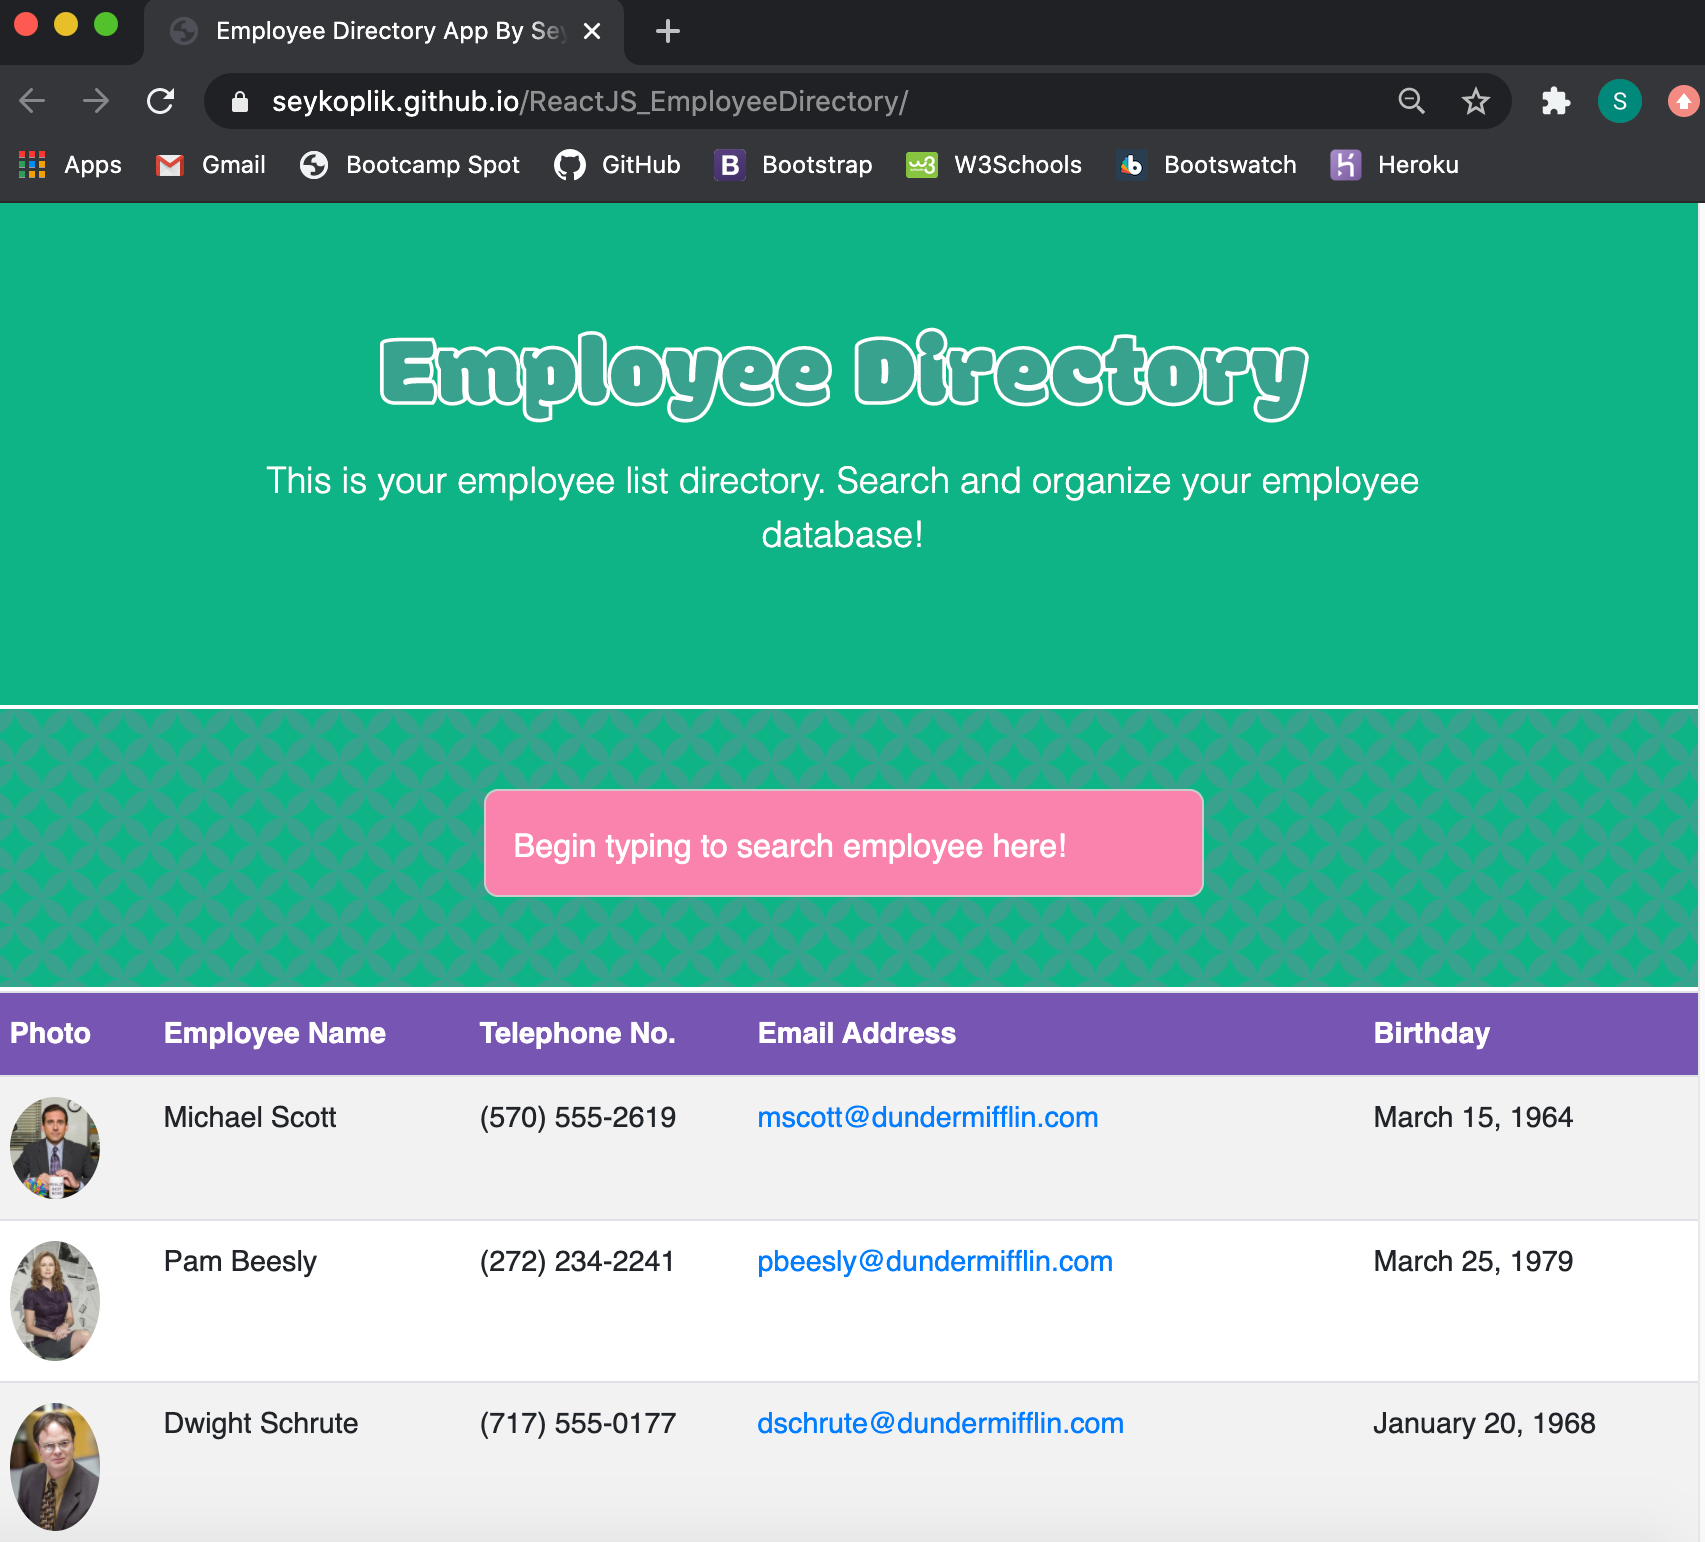 Employee Directory App By Sey
seykoplik.github.io/ReactJS_EmployeeDirectory/
S
Apps Gmail Bootcamp Spot GitHub B Bootstrap W3Schools Bootswatch Heroku
Employee Directory
This is your employee list directory. Search and organize your employee
database!
Begin typing to search employee here!
Photo Employee Name Telephone No. Email Address Birthday
Michael Scott (570) 555-2619 mscott@dundermifflin.com March 15, 1964
Pam Beesly (272) 234-2241 pbeesly@dundermifflin.com March 25, 1979
Dwight Schrute (717) 555-0177 dschrute@dundermifflin.com January 20, 1968